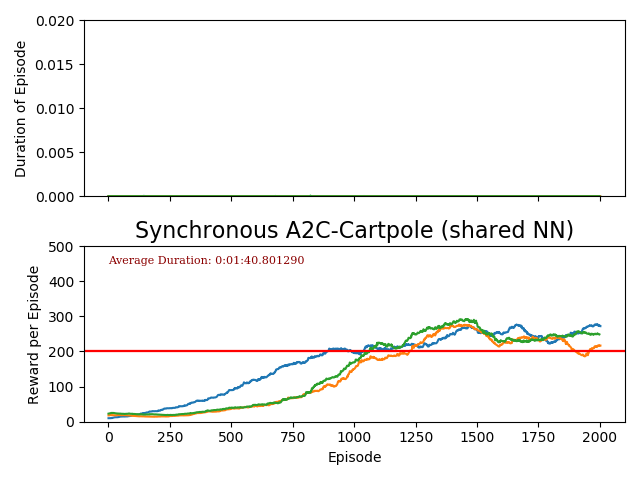 0.020
0.015
0.010
0.005
0.000
Duration of Episode
Synchronous A2C-Cartpole (shared NN)
Average Duration: 0:01:40.801290
500
400
300
200
100
0
Reward per Episode
0 250 500 750 1000 1250 1500 1750 2000
Episode